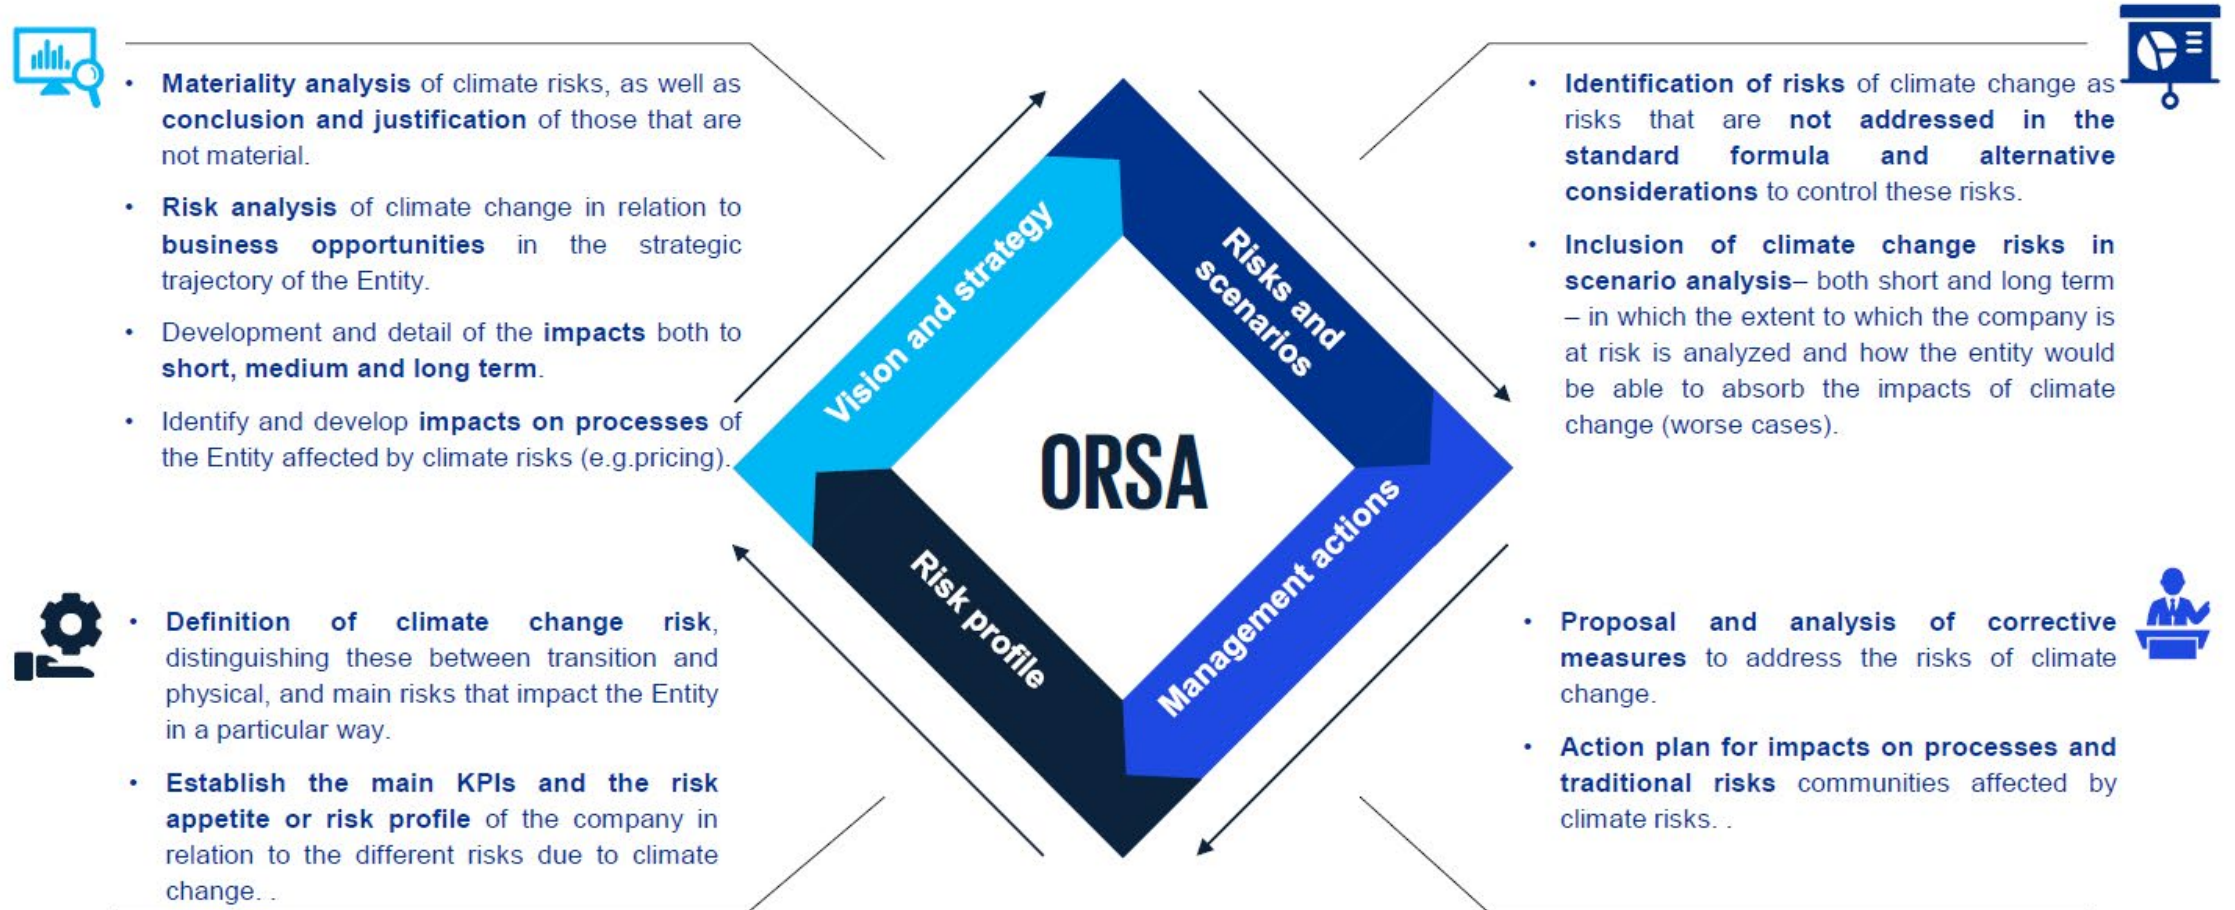 • Materiality analysis of climate risks, as well as
conclusion and justification of those that are
not material.
• Risk analysis of climate change in relation to
business opportunities in the strategic
trajectory of the Entity.
• Development and detail of the impacts both to
short, medium and long term.
• Identify and develop impacts on processes of
the Entity affected by climate risks (e.g.pricing).
• Identification of risks of climate change as
risks that are not addressed in the
standard formula and alternative
considerations to control these risks.
• Inclusion of climate change risks in
scenario analysis– both short and long term
– in which the extent to which the company is
at risk is analyzed and how the entity would
be able to absorb the impacts of climate
change (worse cases).
Vision and strategy
Risks and
scenarios
ORSA
Risk profile
Management actions
• Definition of climate change risk,
distinguishing these between transition and
physical, and main risks that impact the Entity
in a particular way.
• Establish the main KPIs and the risk
appetite or risk profile of the company in
relation to the different risks due to climate
change. .
• Proposal and analysis of corrective
measures to address the risks of climate
change.
• Action plan for impacts on processes and
traditional risks communities affected by
climate risks. .